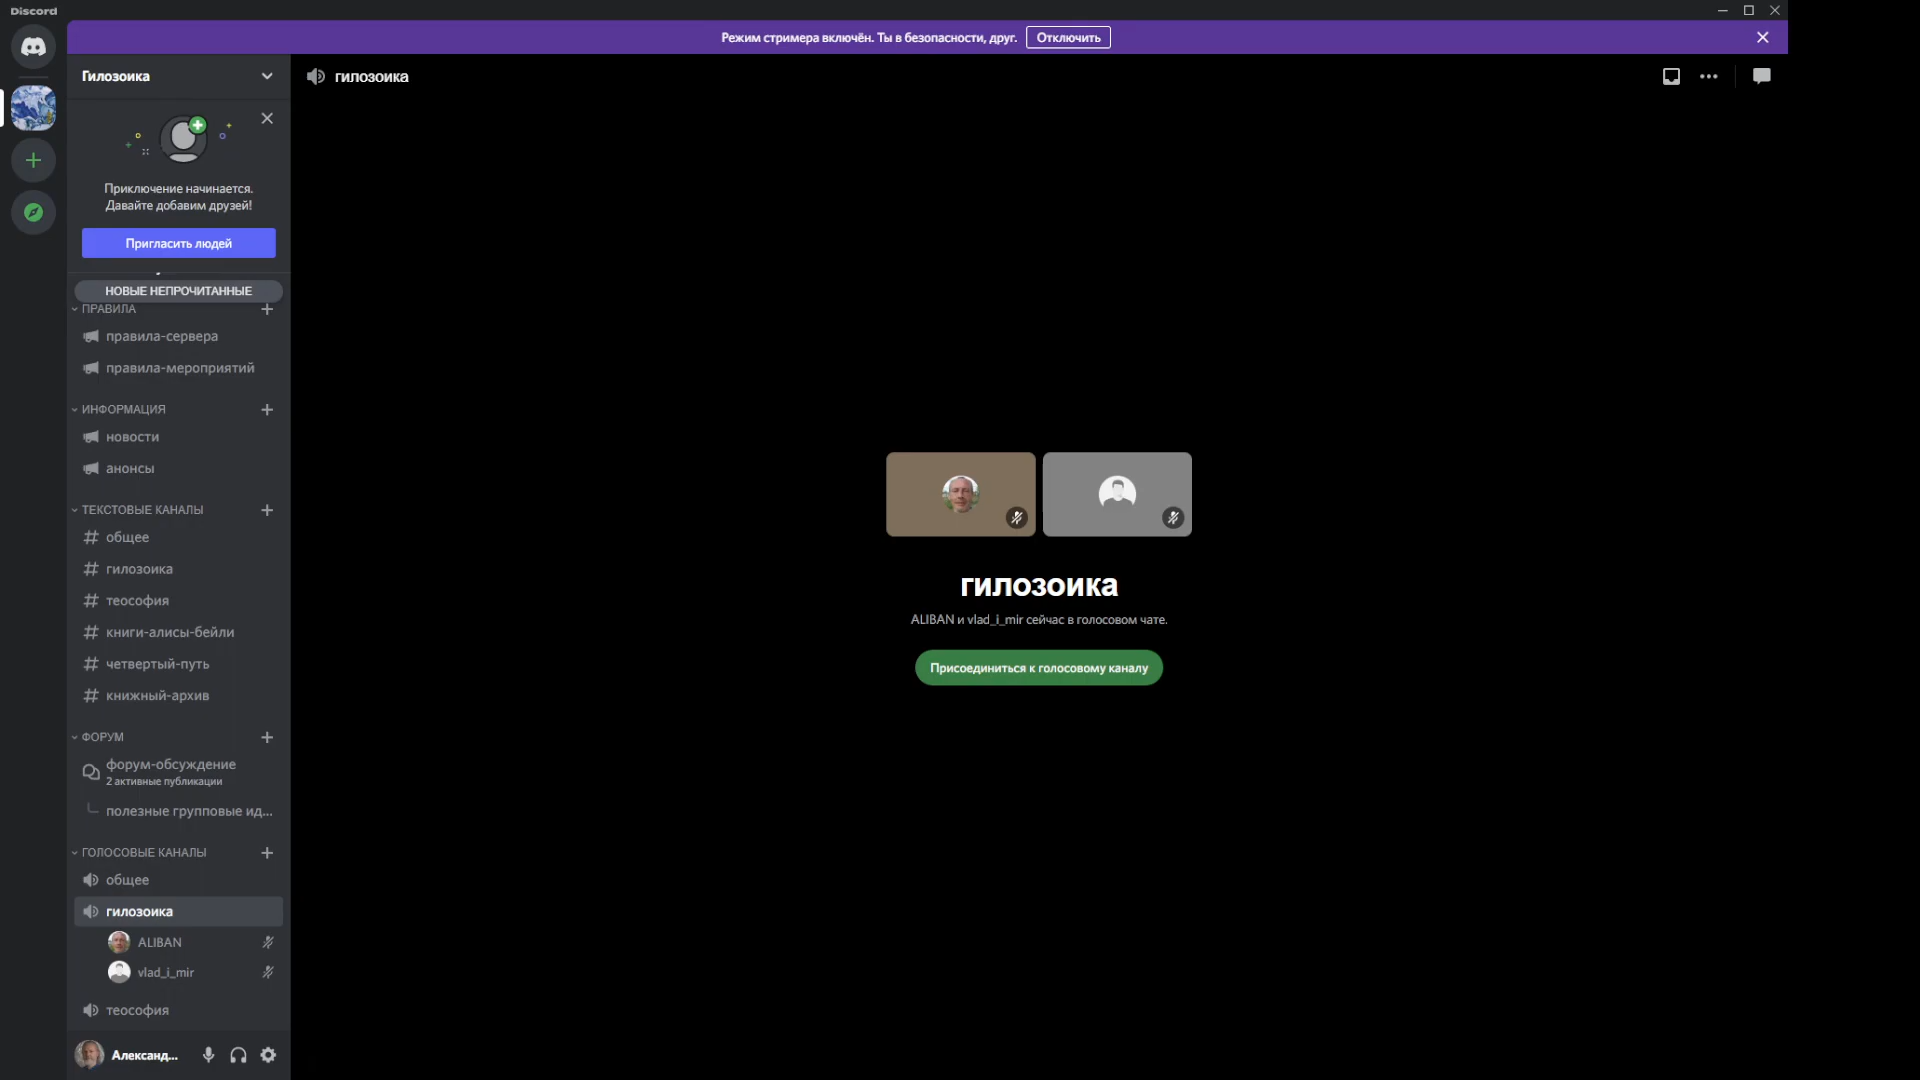 Discord
Режим стримера включён. Ты в безопасности, друг.
Отключить
Гилозоика
гилозоика
Приключение начинается.
Давайте добавим друзей!
Пригласить людей
НОВЫЕ НЕПРОЧИТАННЫЕ
ПРАВИЛА
правила-сервера
правила-мероприятий
ИНФОРМАЦИЯ
новости
анонсы
ТЕКСТОВЫЕ КАНАЛЫ
общее
гилозоика
теософия
книги-алисы-бейли
четвертый-путь
книжный-архив
ФОРУМ
форум-обсуждение
2 активные публикации
полезные групповые ид...
ГОЛОСОВЫЕ КАНАЛЫ
общее
гилозоика
ALIBAN
vlad_i_mir
теософия
Александ...
гилозоика
ALIBAN и vlad_i_mir сейчас в голосовом чате.
Присоединиться к голосовому каналу